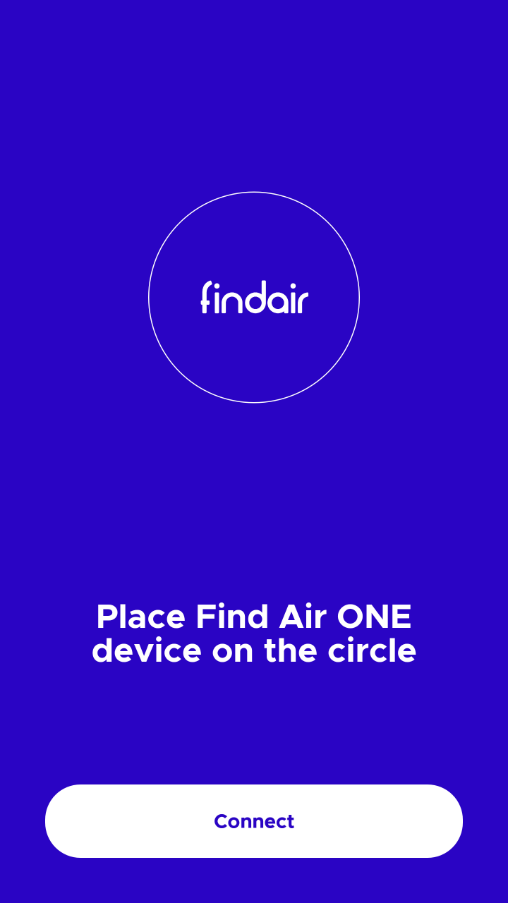 findair
Place Find Air ONE
device on the circle
Connect